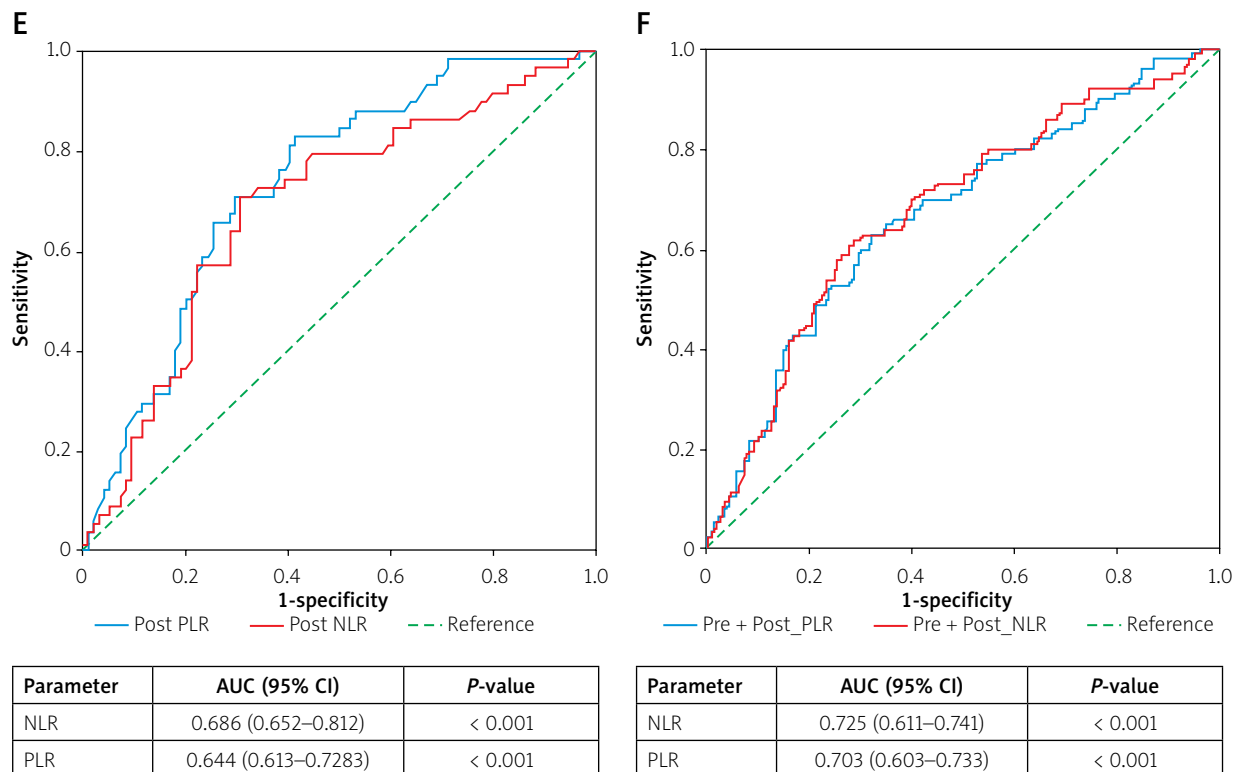 E
1.0
0.8
0.6
0.4
0.2
0
Sensitivity
0 0.2 0.4 0.6 0.8 1.0
1-specificity
Post PLR Post NLR Reference
Parameter AUC (95% CI) P-value
NLR 0.686 (0.652–0.812) < 0.001
PLR 0.644 (0.613–0.7283) < 0.001
F
1.0
0.8
0.6
0.4
0.2
0
Sensitivity
0 0.2 0.4 0.6 0.8 1.0
1-specificity
Pre + Post_PLR Pre + Post_NLR Reference
Parameter AUC (95% CI) P-value
NLR 0.725 (0.611–0.741) < 0.001
PLR 0.703 (0.603–0.733) < 0.001